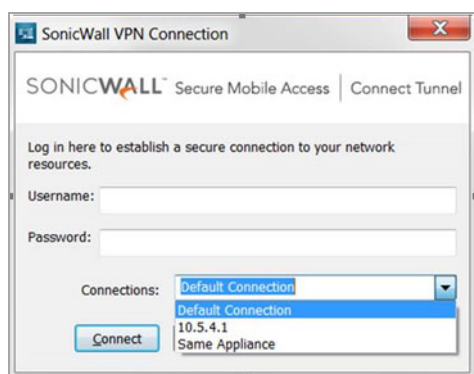 SonicWall VPN Connection
SONICWALL™ Secure Mobile Access | Connect Tunnel
Log in here to establish a secure connection to your network
resources.
Username:
Password:
Connections: Default Connection
Default Connection
10.5.4.1
Same Appliance
Connect